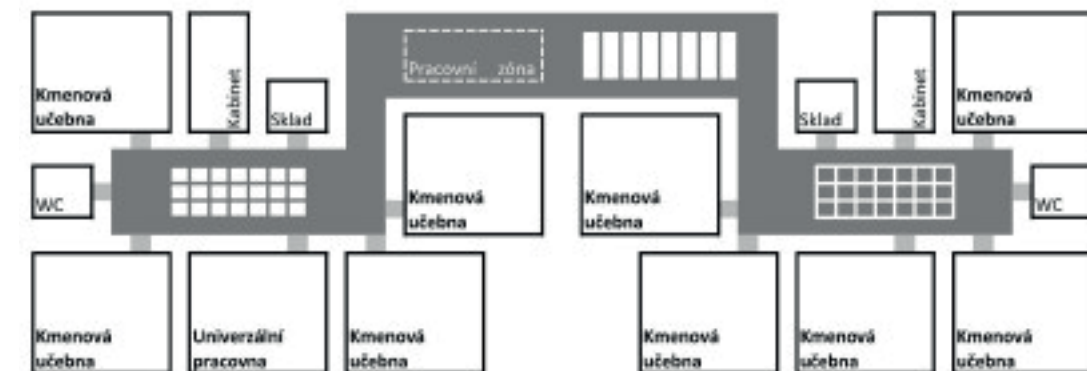 Pracovní zóna
Kmenová
učebna
Kabinet
Sklad
Sklad
Kabinet
Kmenová
učebna
WC
Kmenová
učebna
Kmenová
učebna
WC
Kmenová
učebna
Univerzální
pracovna
Kmenová
učebna
Kmenová
učebna
Kmenová
učebna
Kmenová
učebna